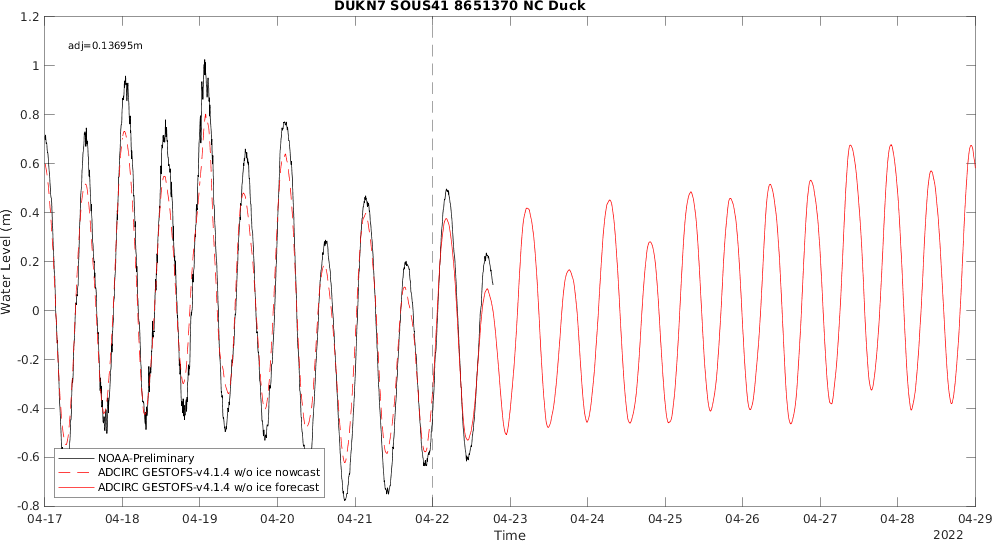 DUKN7 SOUS41 8651370 NC Duck
adj=0.13695m
1.2
1
0.8
0.6
0.4
0.2
0
-0.2
-0.4
-0.6
-0.8
Water Level (m)
NOAA-Preliminary
ADCIRC GESTOFS-v4.1.4 w/o ice nowcast
ADCIRC GESTOFS-v4.1.4 w/o ice forecast
04-17 04-18 04-19 04-20 04-21 04-22 04-23 04-24 04-25 04-26 04-27 04-28 04-29
Time
2022